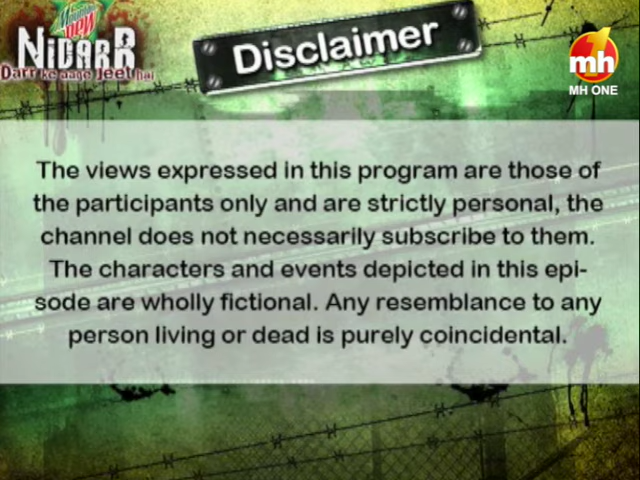 Mountain
Dew
NiDARR
Darr ke aage Jeet hai
Disclaimer
mh
MH ONE
The views expressed in this program are those of
the participants only and are strictly personal, the
channel does not necessarily subscribe to them.
The characters and events depicted in this epi-
sode are wholly fictional. Any resemblance to any
person living or dead is purely coincidental.